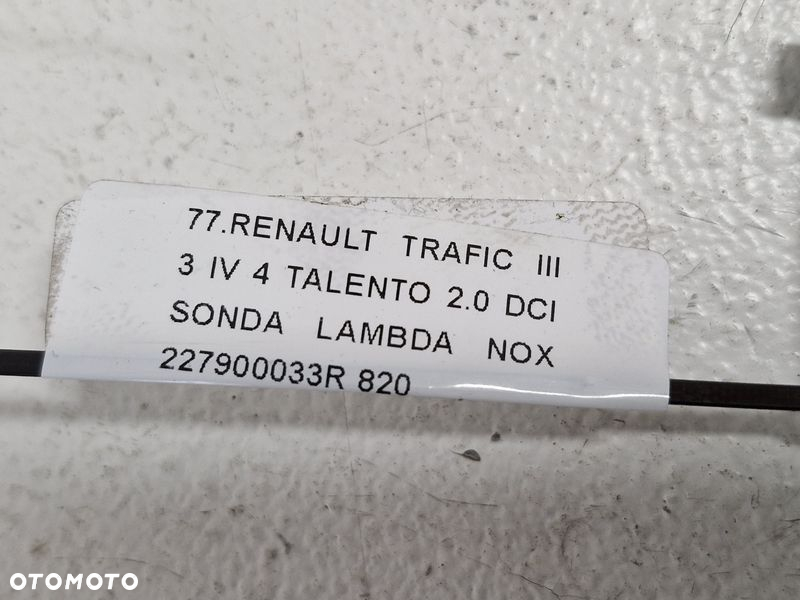 77.RENAULT TRAFIC III
3 IV 4 TALENTO 2.0 DCI
SONDA LAMBDA NOX
227900033R 820
OTOMOTO